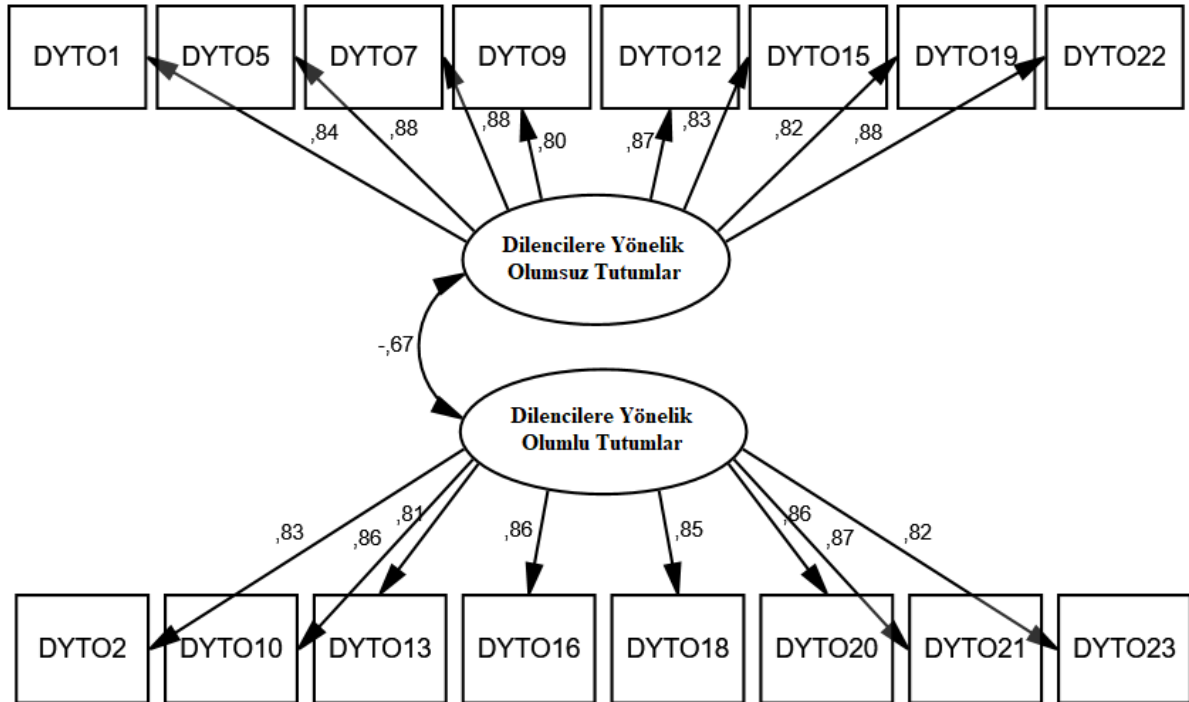 DYTO1 DYTO5 DYTO7 DYTO9 DYTO12 DYTO15 DYTO19 DYTO22
,84 ,88 ,88 ,80 ,87 ,83 ,82 ,88
Dilencilere Yönelik
Olumsuz Tutumlar
-,67
Dilencilere Yönelik
Olumlu Tutumlar
,83 ,86 ,81 ,86 ,85 ,86 ,87 ,82
DYTO2 DYTO10 DYTO13 DYTO16 DYTO18 DYTO20 DYTO21 DYTO23